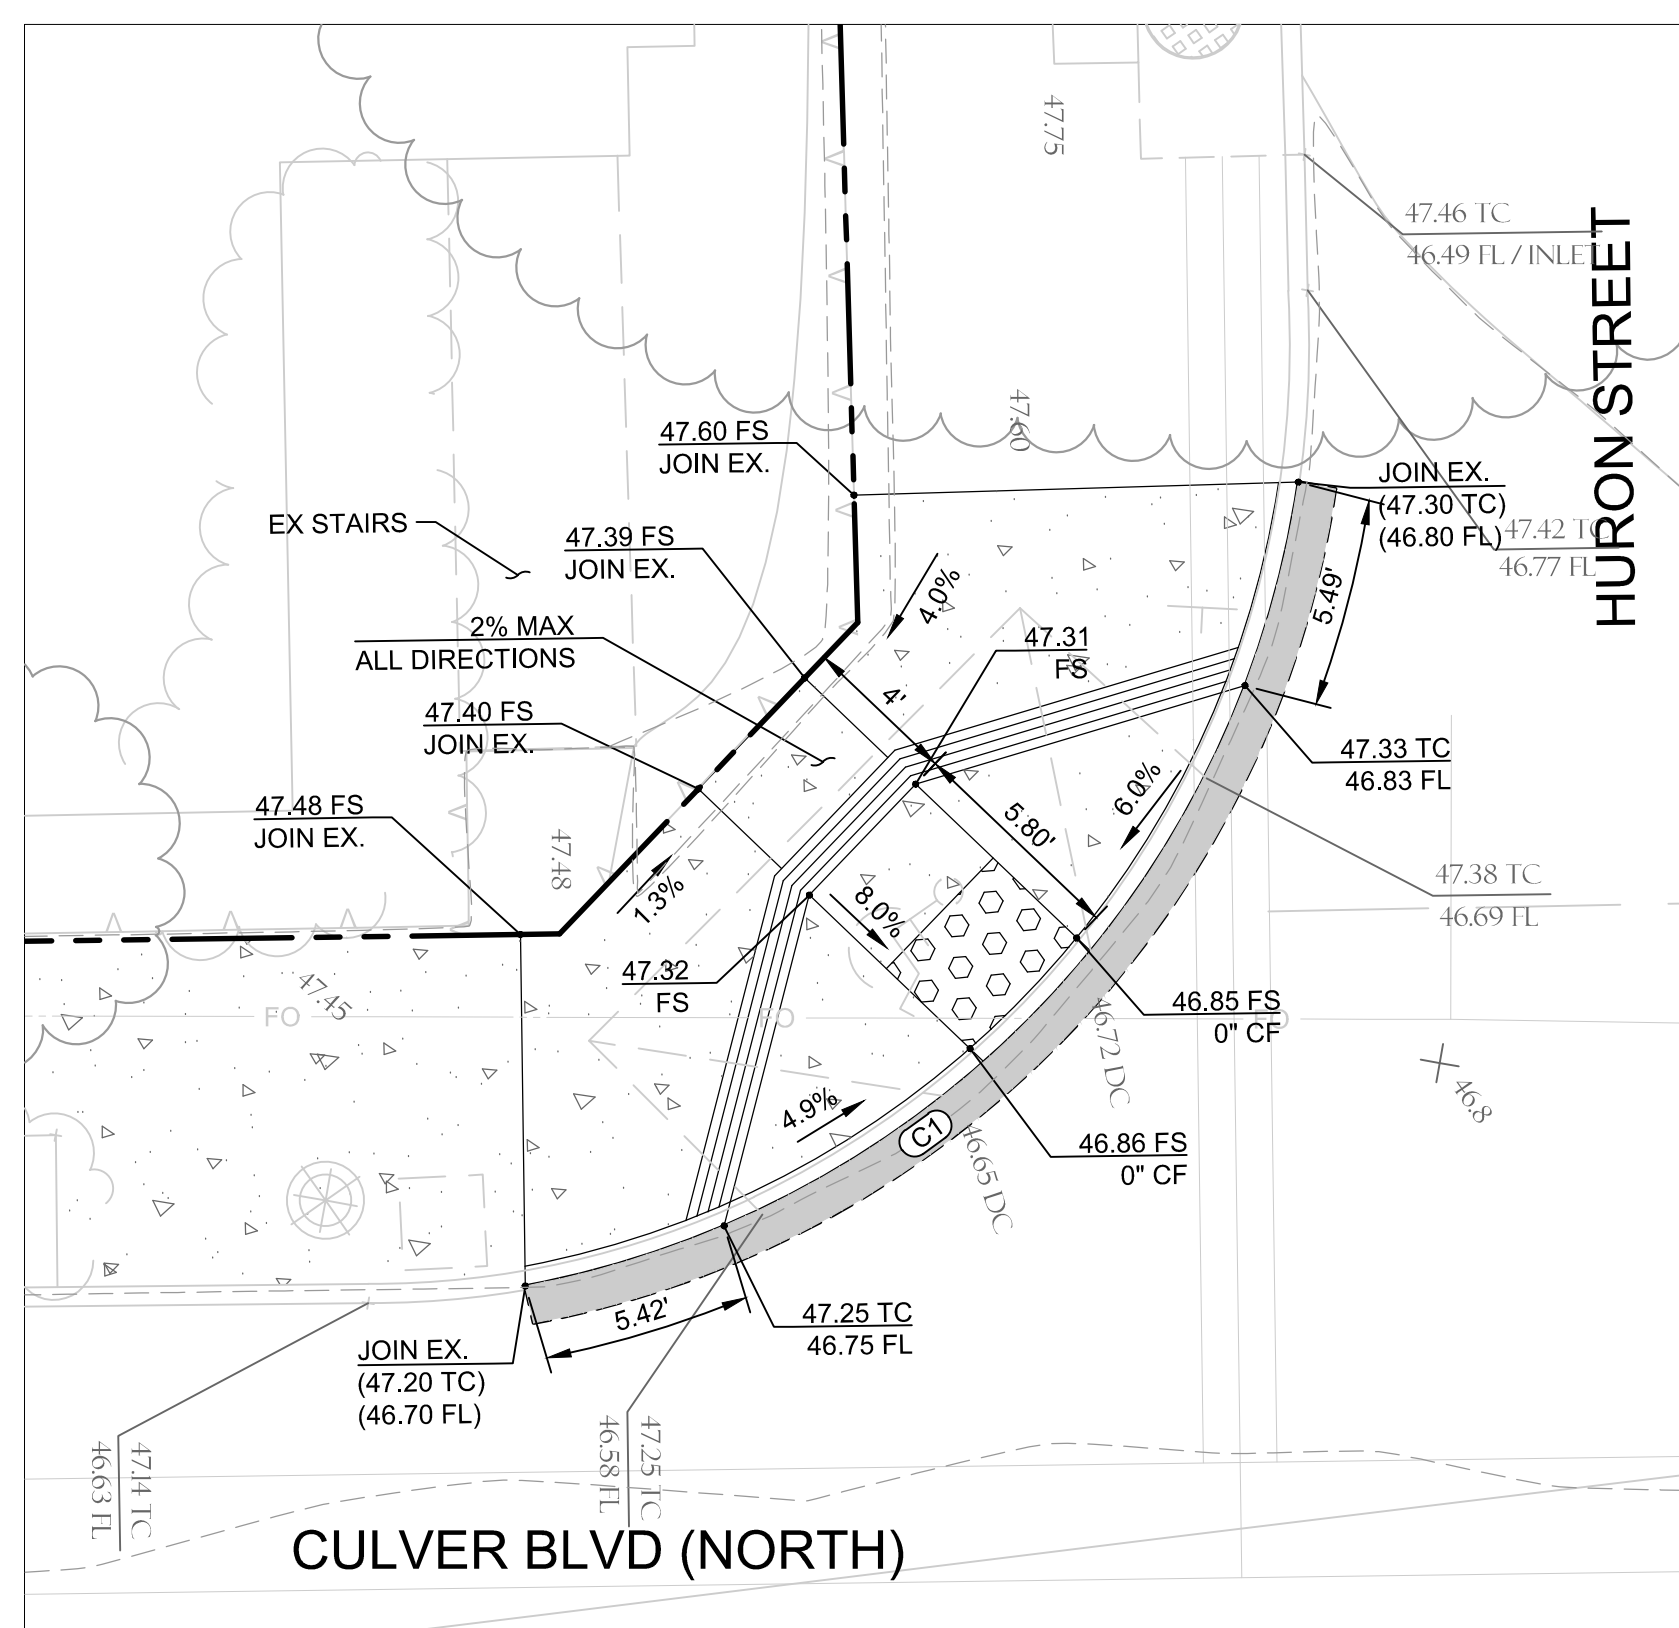 47.75
47.46 TC
46.49 FL / INLET
HURON STREET
47.60
47.60 FS
JOIN EX.
JOIN EX.
(47.30 TC)
(46.80 FL)
47.42 TC
46.77 FL
EX STAIRS
47.39 FS
JOIN EX.
4.0%
5.49'
2% MAX
ALL DIRECTIONS
47.31
FS
4'
47.40 FS
JOIN EX.
47.33 TC
46.83 FL
6.0%
47.48 FS
JOIN EX.
5.80'
47.48
1.3%
8.0%
47.38 TC
46.69 FL
47.32
FS
47.45
FO
FO
FO
46.85 FS
0" CF
46.72 DC
46.8
4.9%
C1
46.65 DC
46.86 FS
0" CF
5.42'
47.25 TC
46.75 FL
JOIN EX.
(47.20 TC)
(46.70 FL)
47.14 TC
46.63 FL
47.25 TC
46.58 FL
CULVER BLVD (NORTH)